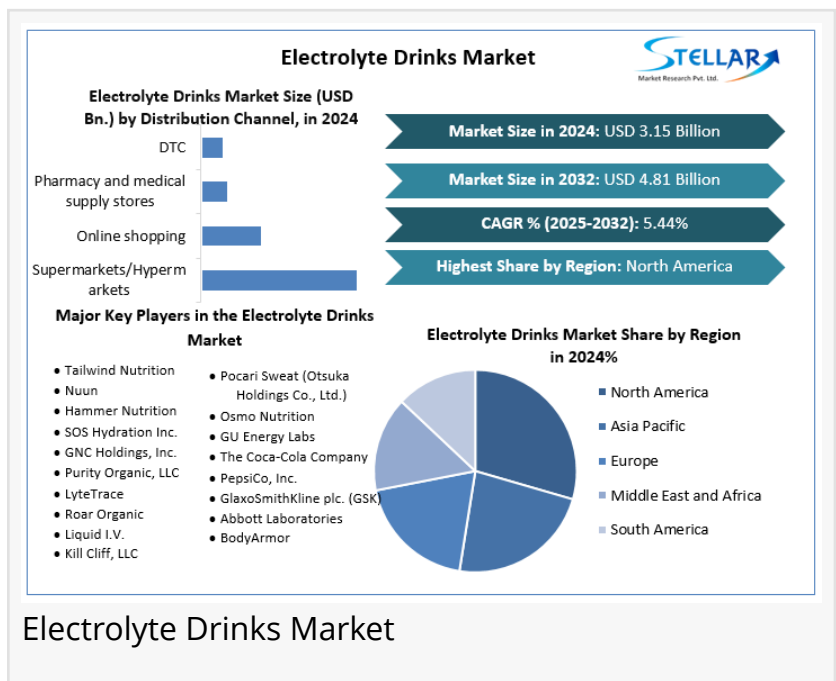 Electrolyte Drinks Market
STELLAR
Market Research Pvt. Ltd.
Electrolyte Drinks Market Size (USD
Bn.) by Distribution Channel, in 2024
DTC
Pharmacy and medical
supply stores
Online shopping
Supermarkets/Hyperm
arkets
Market Size in 2024: USD 3.15 Billion
Market Size in 2032: USD 4.81 Billion
CAGR % (2025-2032): 5.44%
Highest Share by Region: North America
Major Key Players in the Electrolyte Drinks
Market
• Tailwind Nutrition
• Nuun
• Hammer Nutrition
• SOS Hydration Inc.
• GNC Holdings, Inc.
• Purity Organic, LLC
• LyteTrace
• Roar Organic
• Liquid I.V.
• Kill Cliff, LLC
• Pocari Sweat (Otsuka
Holdings Co., Ltd.)
• Osmo Nutrition
• GU Energy Labs
• The Coca-Cola Company
• PepsiCo, Inc.
• GlaxoSmithKline plc. (GSK)
• Abbott Laboratories
• BodyArmor
Electrolyte Drinks Market Share by Region
in 2024%
North America
Asia Pacific
Europe
Middle East and Africa
South America
Electrolyte Drinks Market